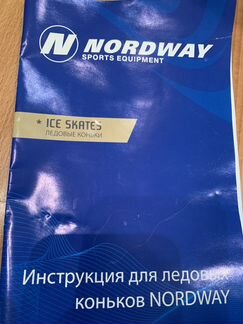 NORDWAY
SPORTS EQUIPMENT
* ICE SKATES
ЛЕДОВЫЕ КОНЬКИ
Инструкция для ледовых
коньков NORDWAY